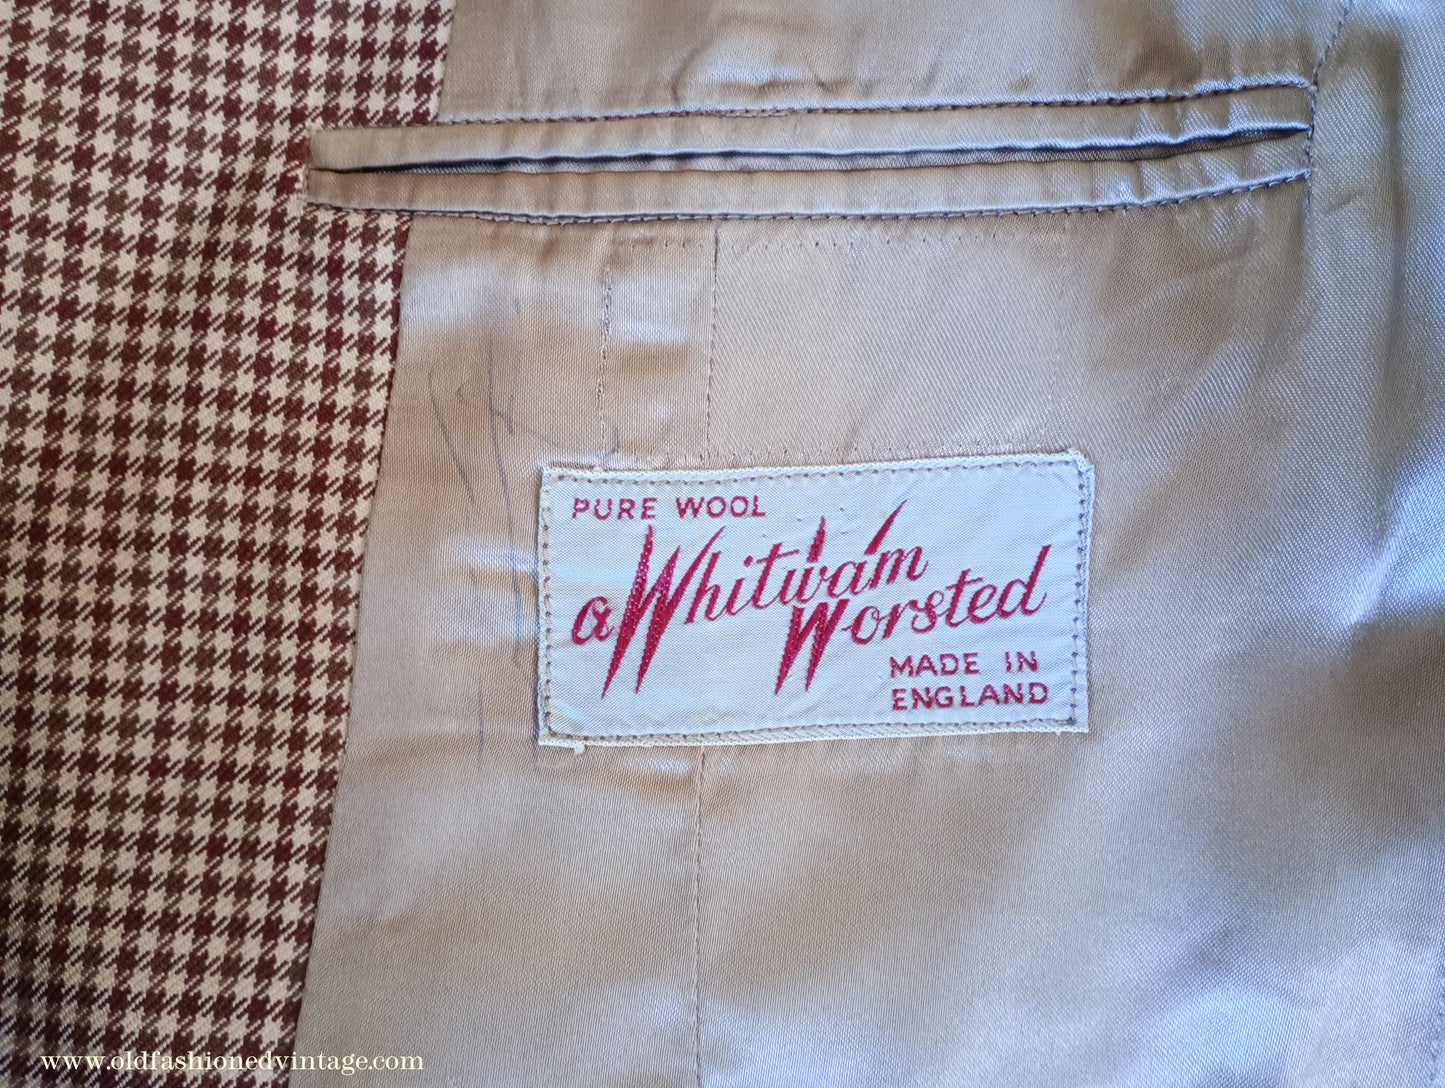 PURE WOOL
a Whitwam
Worsted
MADE IN
ENGLAND
www.oldfashionedvintage.com